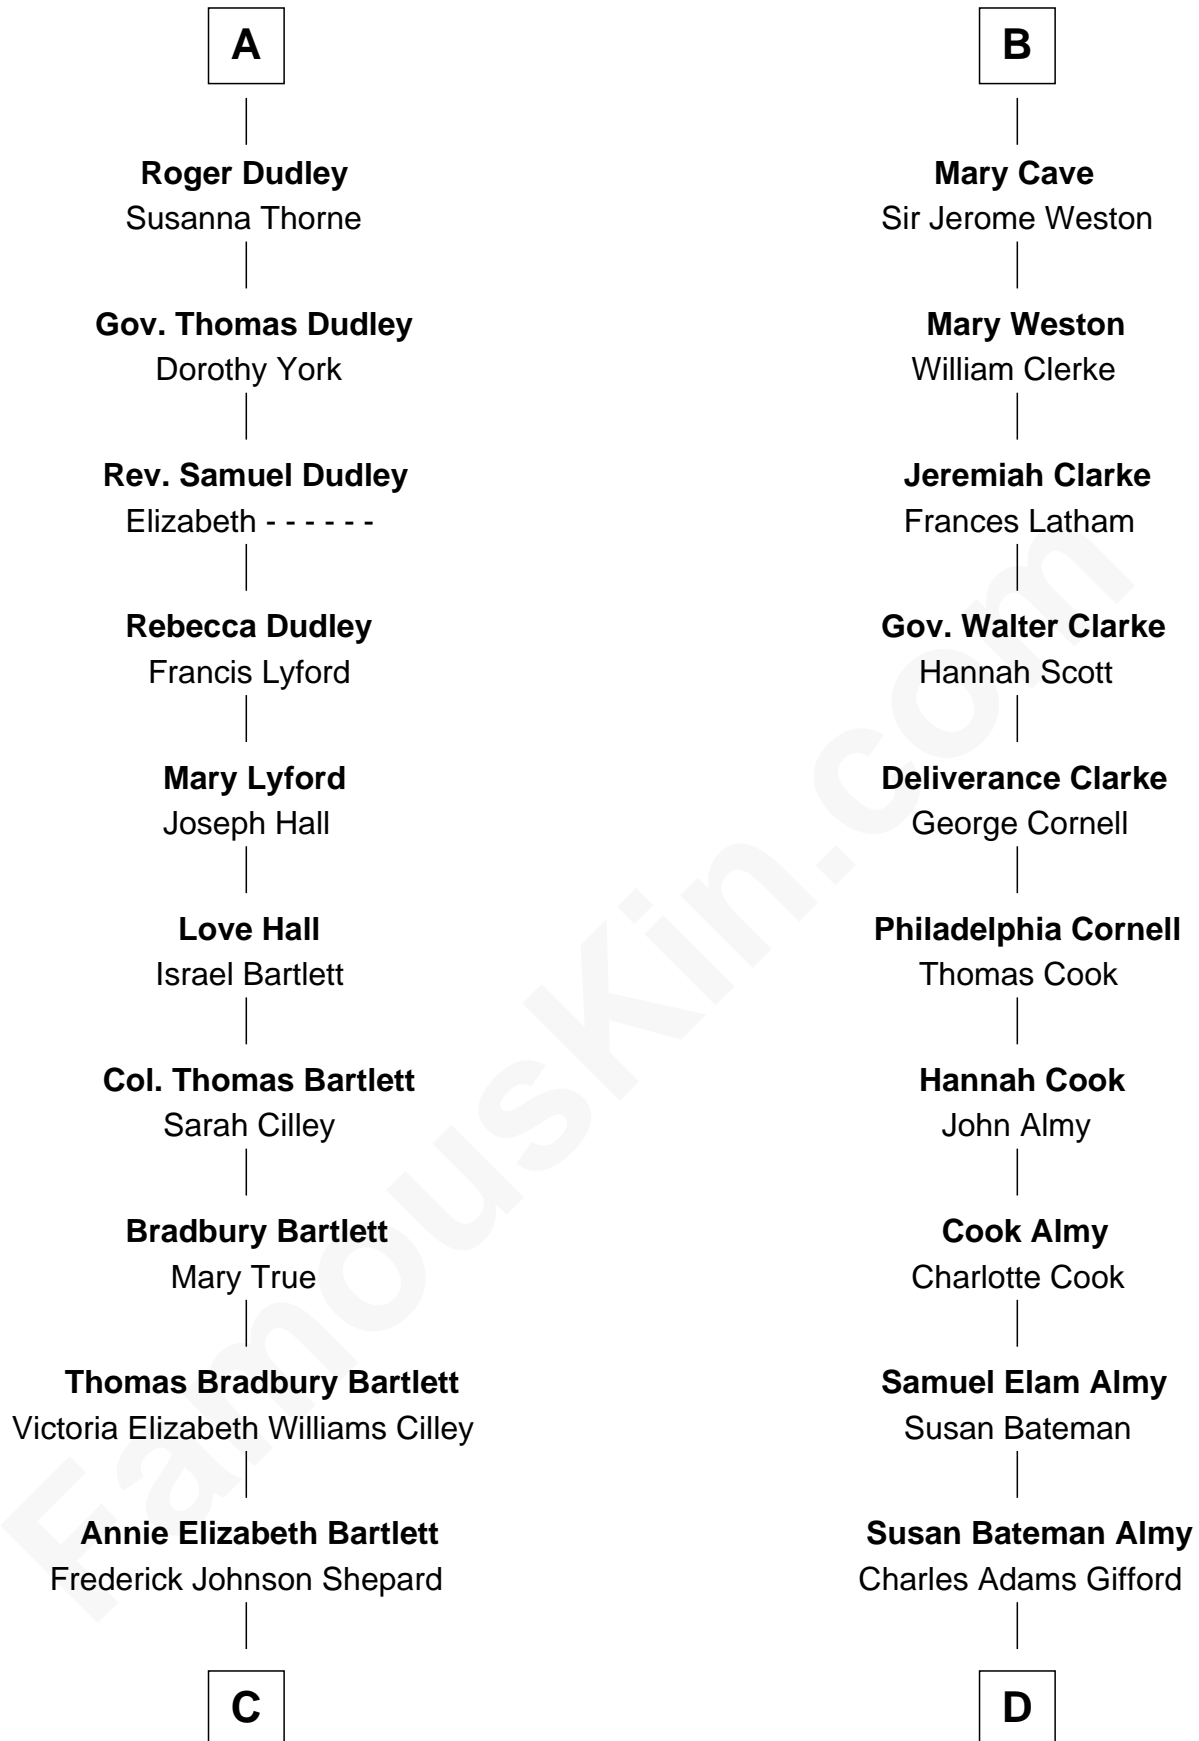 A
Roger Dudley
Susanna Thorne
Gov. Thomas Dudley
Dorothy York
Rev. Samuel Dudley
Elizabeth - - - - - -
Rebecca Dudley
Francis Lyford
Mary Lyford
Joseph Hall
Love Hall
Israel Bartlett
Col. Thomas Bartlett
Sarah Cilley
Bradbury Bartlett
Mary True
Thomas Bradbury Bartlett
Victoria Elizabeth Williams Cilley
Annie Elizabeth Bartlett
Frederick Johnson Shepard
C
B
Mary Cave
Sir Jerome Weston
Mary Weston
William Clerke
Jeremiah Clarke
Frances Latham
Gov. Walter Clarke
Hannah Scott
Deliverance Clarke
George Cornell
Philadelphia Cornell
Thomas Cook
Hannah Cook
John Almy
Cook Almy
Charlotte Cook
Samuel Elam Almy
Susan Bateman
Susan Bateman Almy
Charles Adams Gifford
D
FamousKin.com